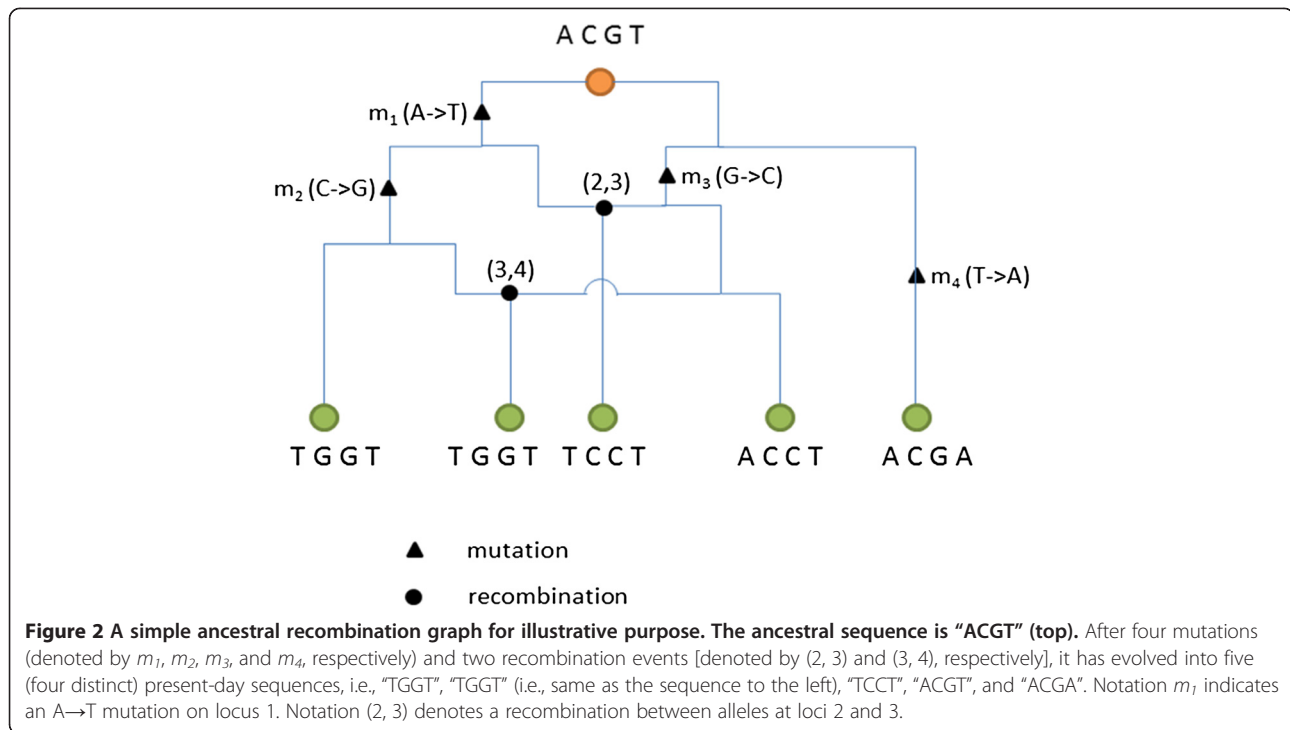 A C G T
m₁ (A->T)
m₂ (C->G)
(2,3)
m₃ (G->C)
(3,4)
m₄ (T->A)
T G G T T G G T T C C T A C C T A C G A
mutation
recombination
Figure 2 A simple ancestral recombination graph for illustrative purpose. The ancestral sequence is “ACGT” (top). After four mutations
(denoted by m₁, m₂, m₃, and m₄, respectively) and two recombination events [denoted by (2, 3) and (3, 4), respectively], it has evolved into five
(four distinct) present-day sequences, i.e., “TGGT”, “TGGT” (i.e., same as the sequence to the left), “TCCT”, “ACGT”, and “ACGA”. Notation m₁ indicates
an A→T mutation on locus 1. Notation (2, 3) denotes a recombination between alleles at loci 2 and 3.